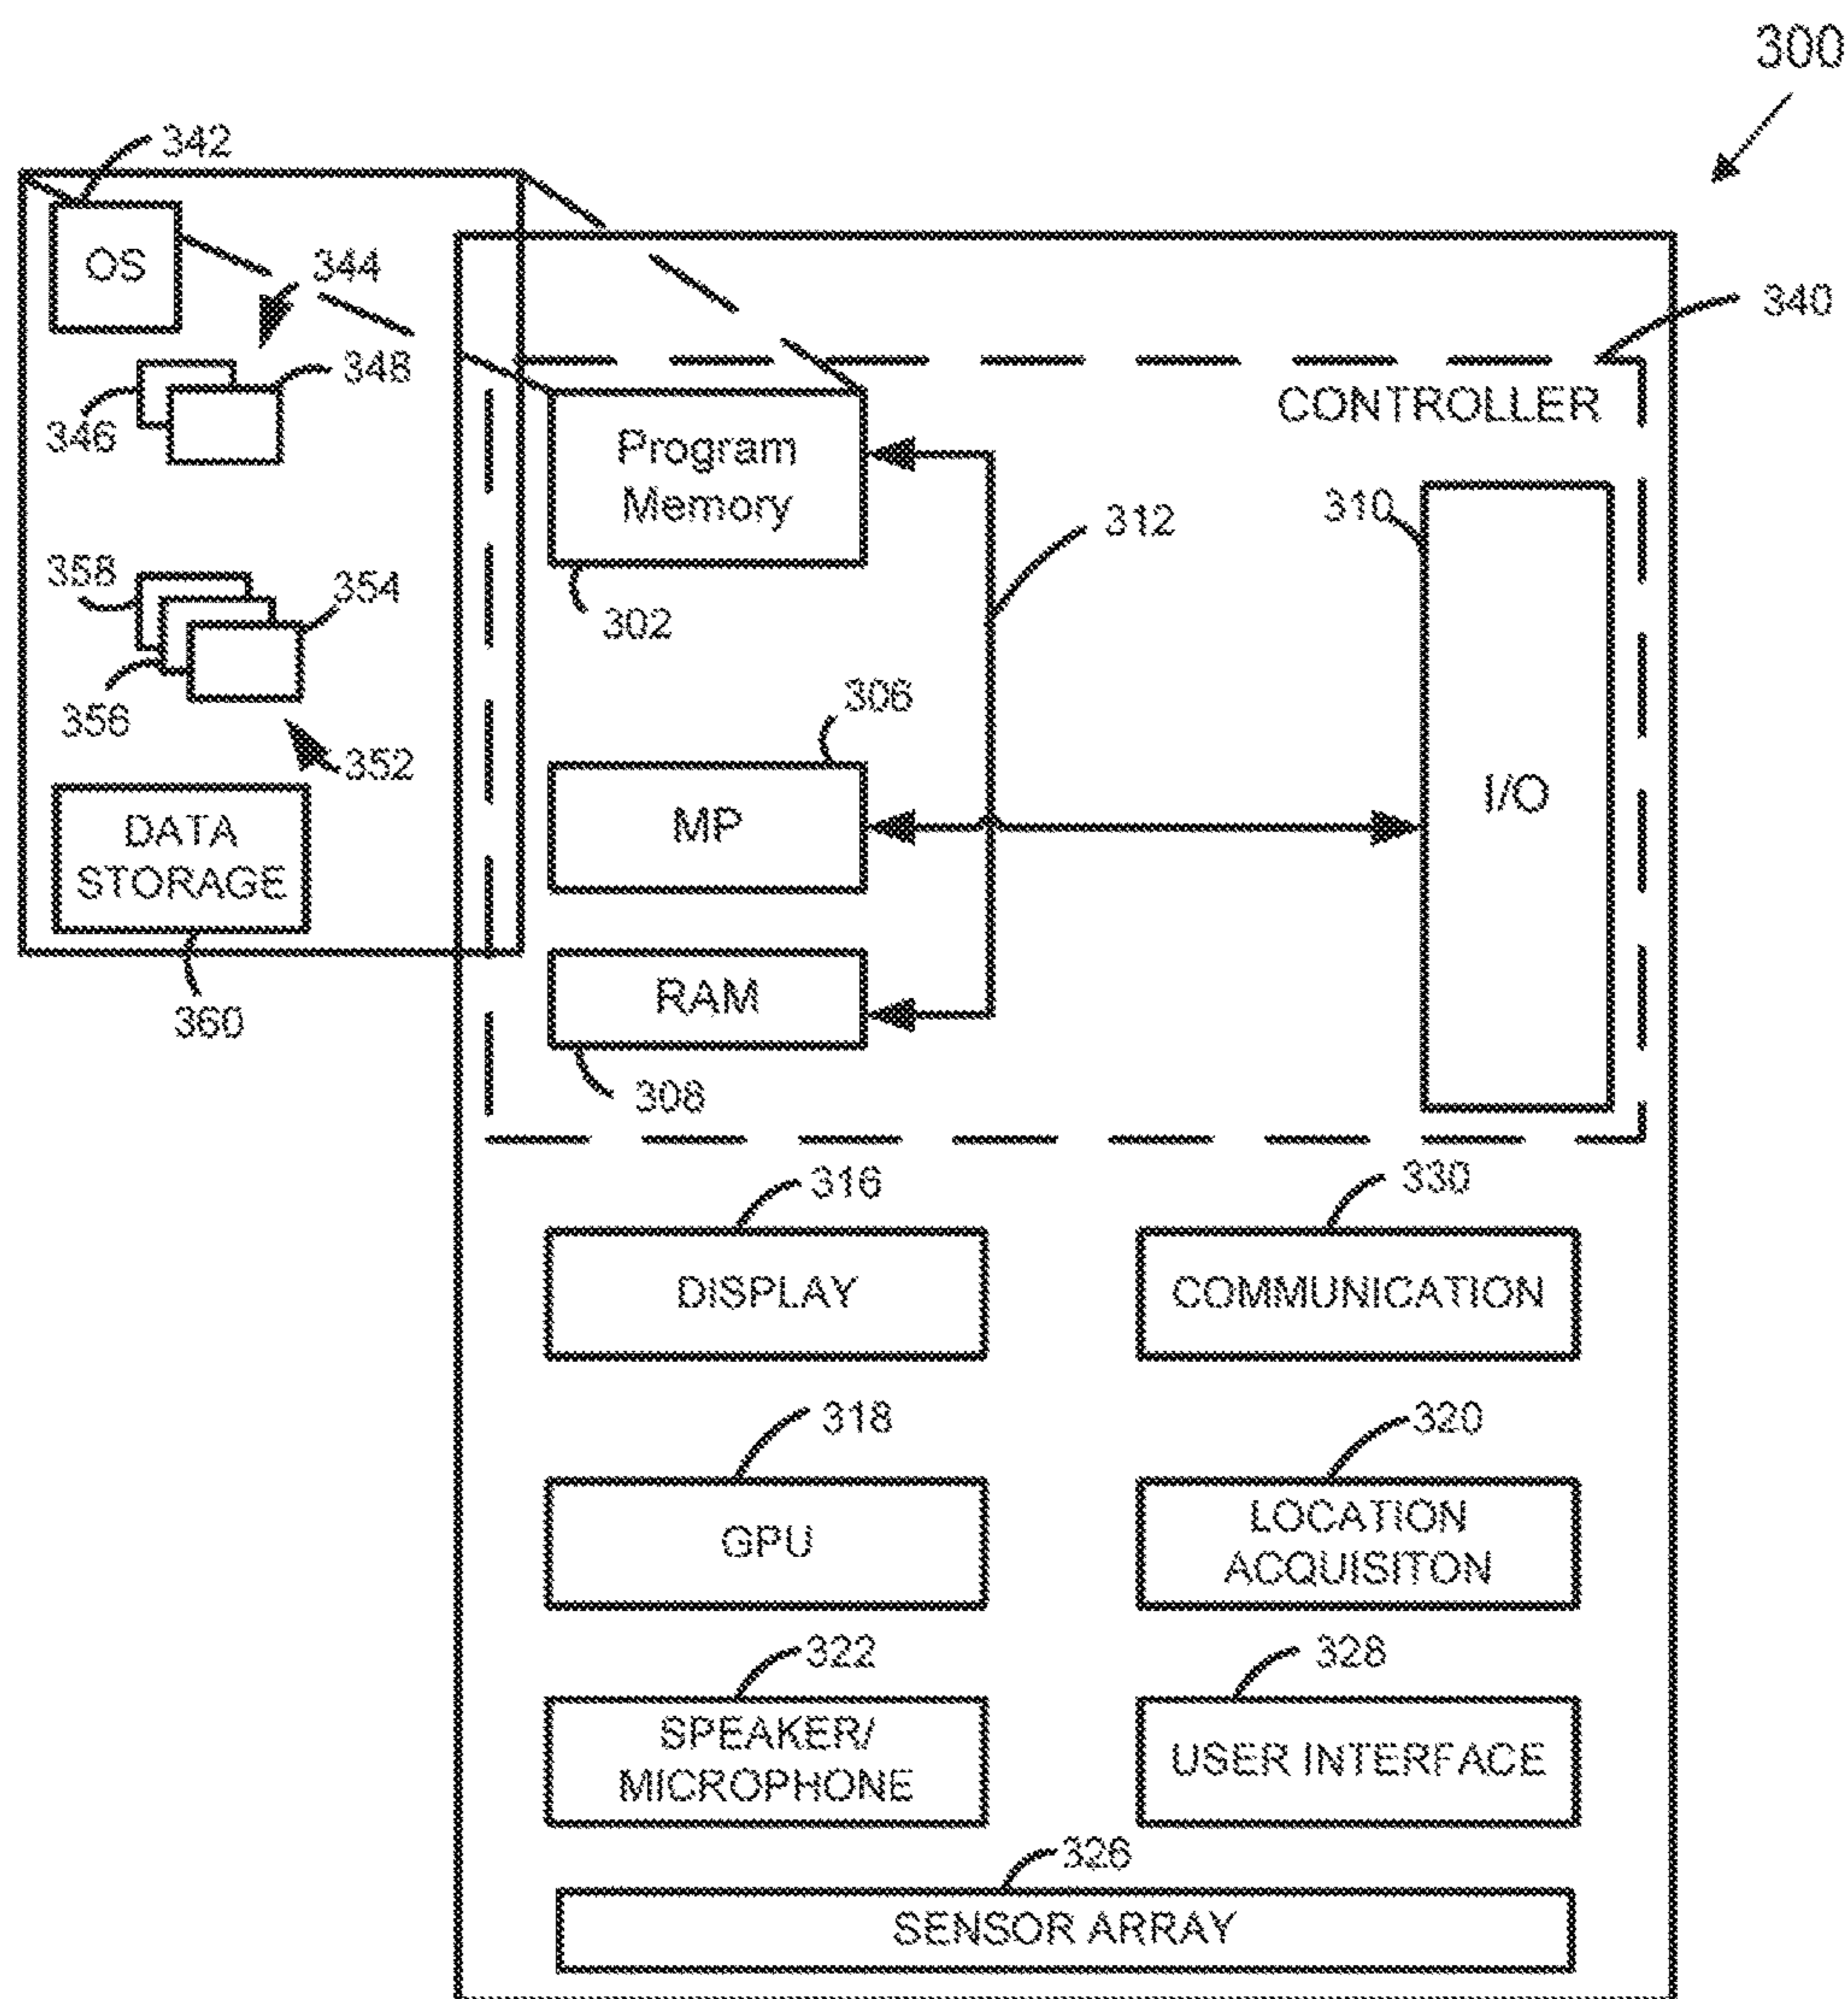 300
342
OS
344
340
348
CONTROLLER
346
Program
Memory
310
312
358
354
302
356
306
352
I/O
MP
DATA
STORAGE
RAM
360
308
316
330
DISPLAY
COMMUNICATION
318
320
GPU
LOCATION
ACQUISITON
322
328
SPEAKER/
MICROPHONE
USER INTERFACE
326
SENSOR ARRAY